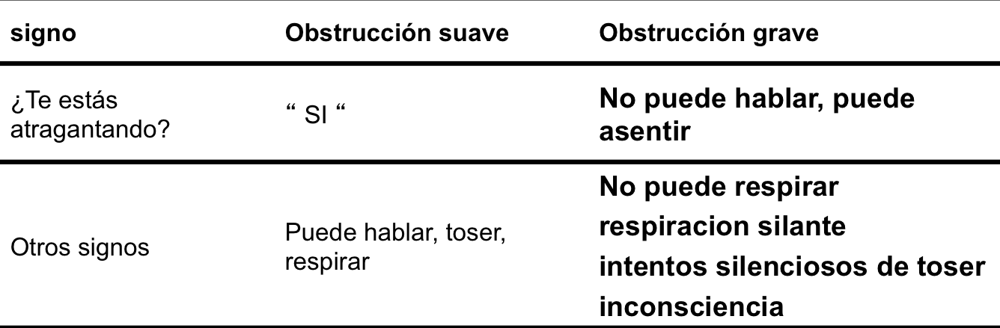 signo Obstrucción suave Obstrucción grave
¿Te estás
atragantando?
“ SI “
No puede hablar, puede
asentir
Otros signos
Puede hablar, toser,
respirar
No puede respirar
respiracion silante
intentos silenciosos de toser
inconsciencia